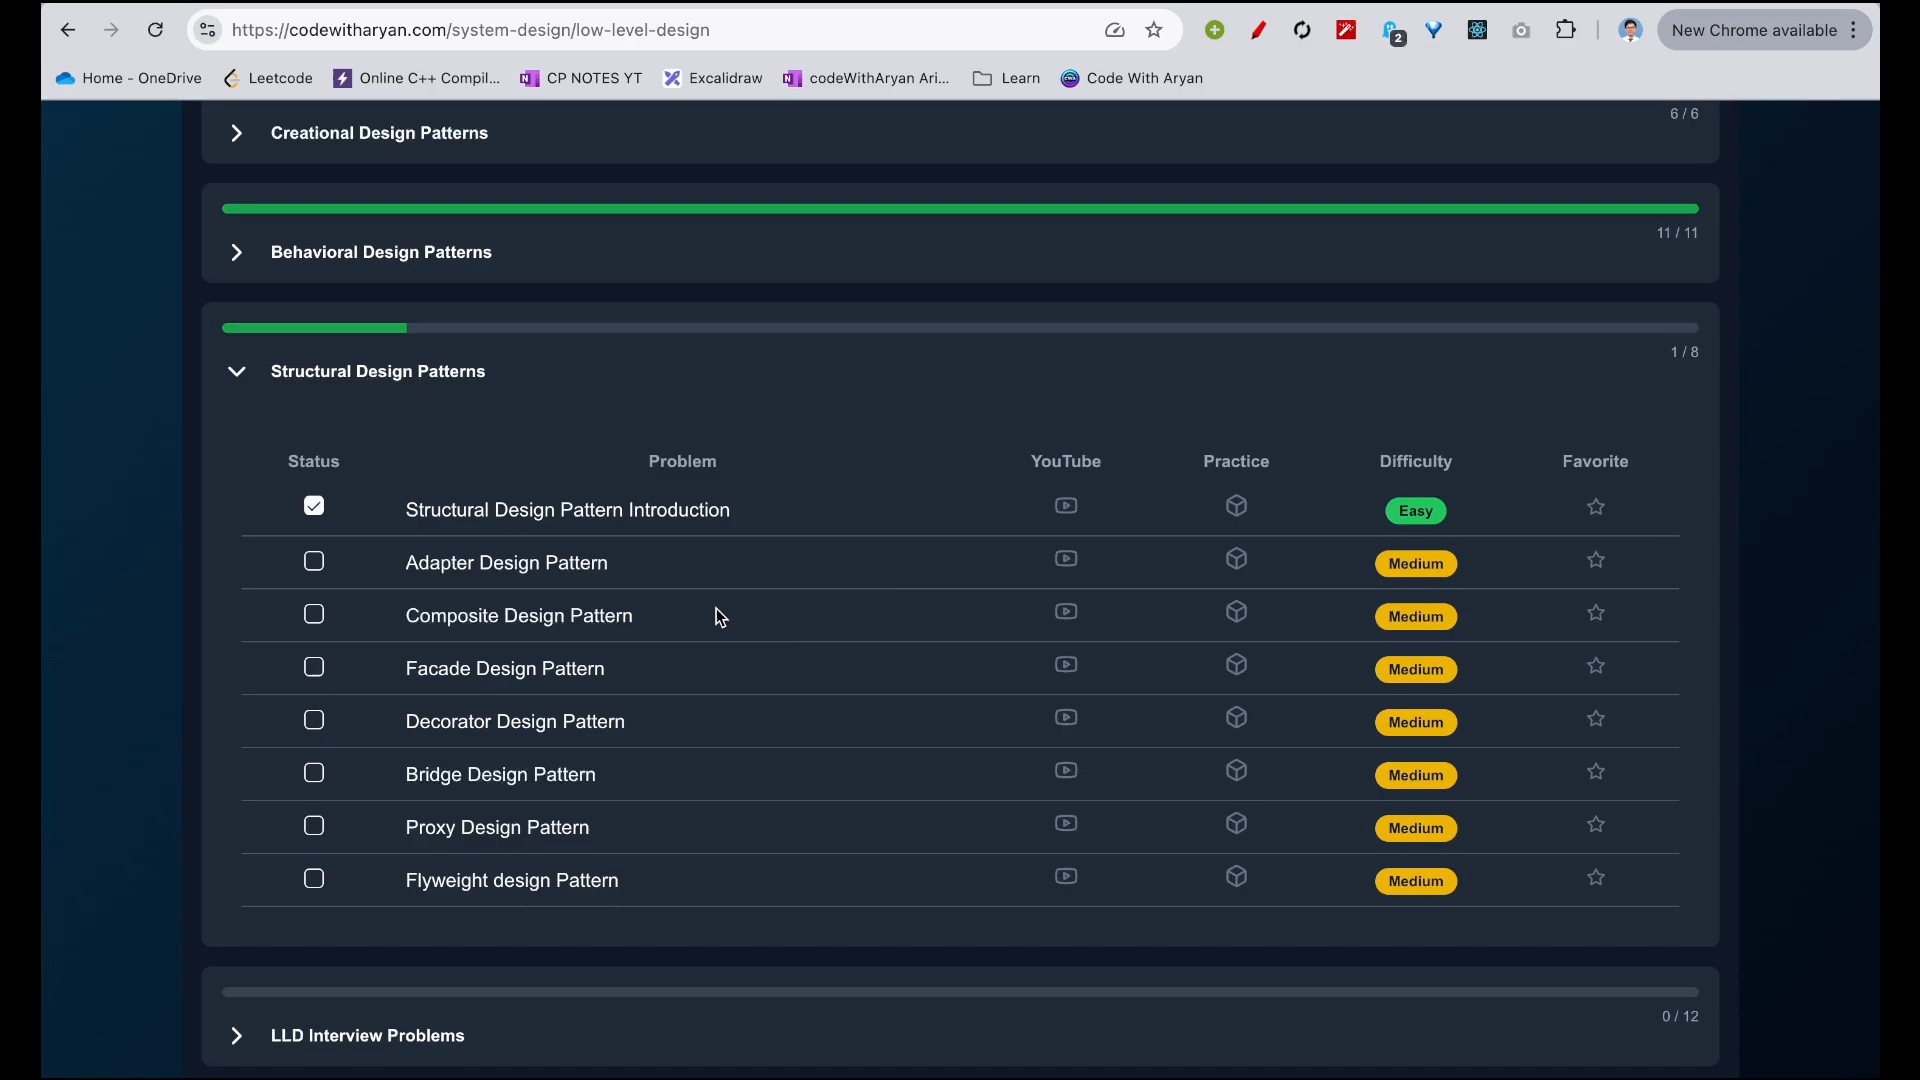 https://codewitharyan.com/system-design/low-level-design
2
New Chrome available
Home - OneDrive
Leetcode
Online C++ Compil...
CP NOTES YT
Excalidraw
codeWithAryan Ari...
Learn
Code With Aryan
6 / 6
Creational Design Patterns
11 / 11
Behavioral Design Patterns
1 / 8
Structural Design Patterns
Status Problem YouTube Practice Difficulty Favorite
Structural Design Pattern Introduction Easy
Adapter Design Pattern Medium
Composite Design Pattern Medium
Facade Design Pattern Medium
Decorator Design Pattern Medium
Bridge Design Pattern Medium
Proxy Design Pattern Medium
Flyweight design Pattern Medium
0 / 12
LLD Interview Problems